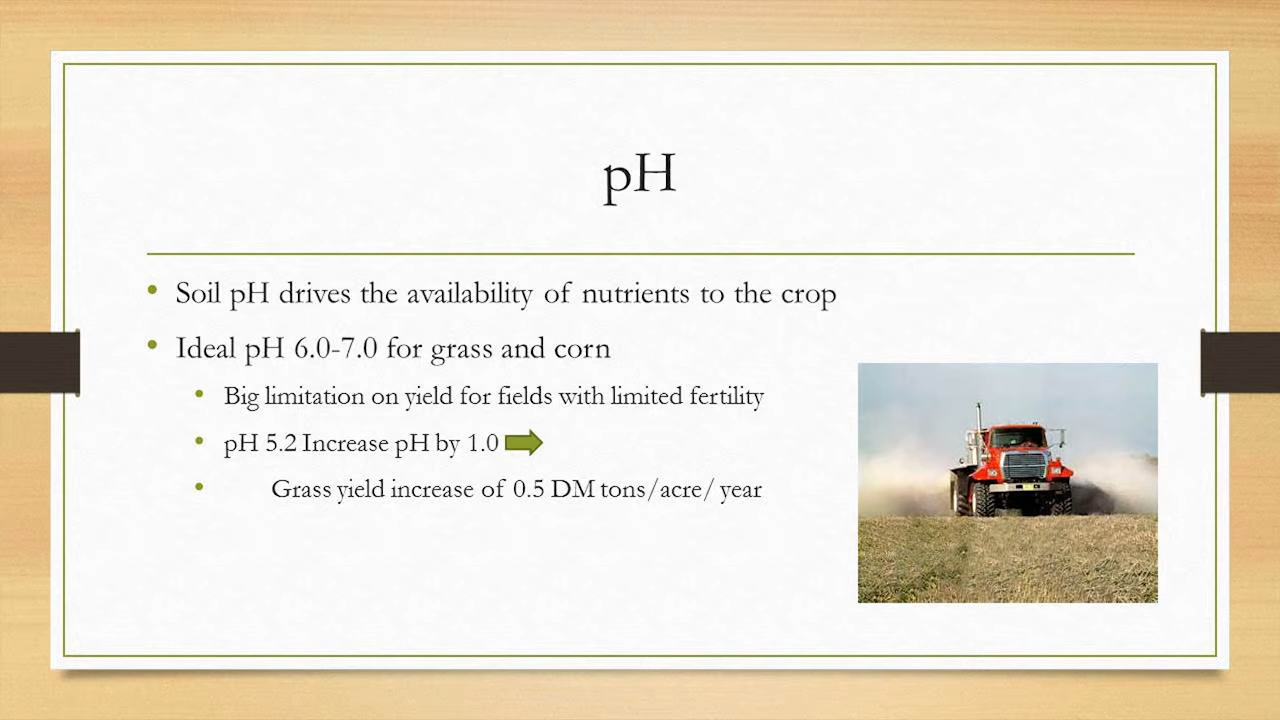 pH
• Soil pH drives the availability of nutrients to the crop
• Ideal pH 6.0-7.0 for grass and corn
• Big limitation on yield for fields with limited fertility
• pH 5.2 Increase pH by 1.0
• Grass yield increase of 0.5 DM tons/acre/ year